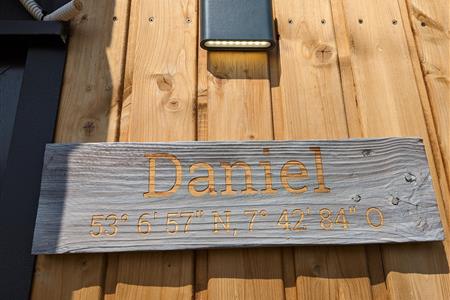 Daniel
53° 6' 57" N, 7° 42' 84" O